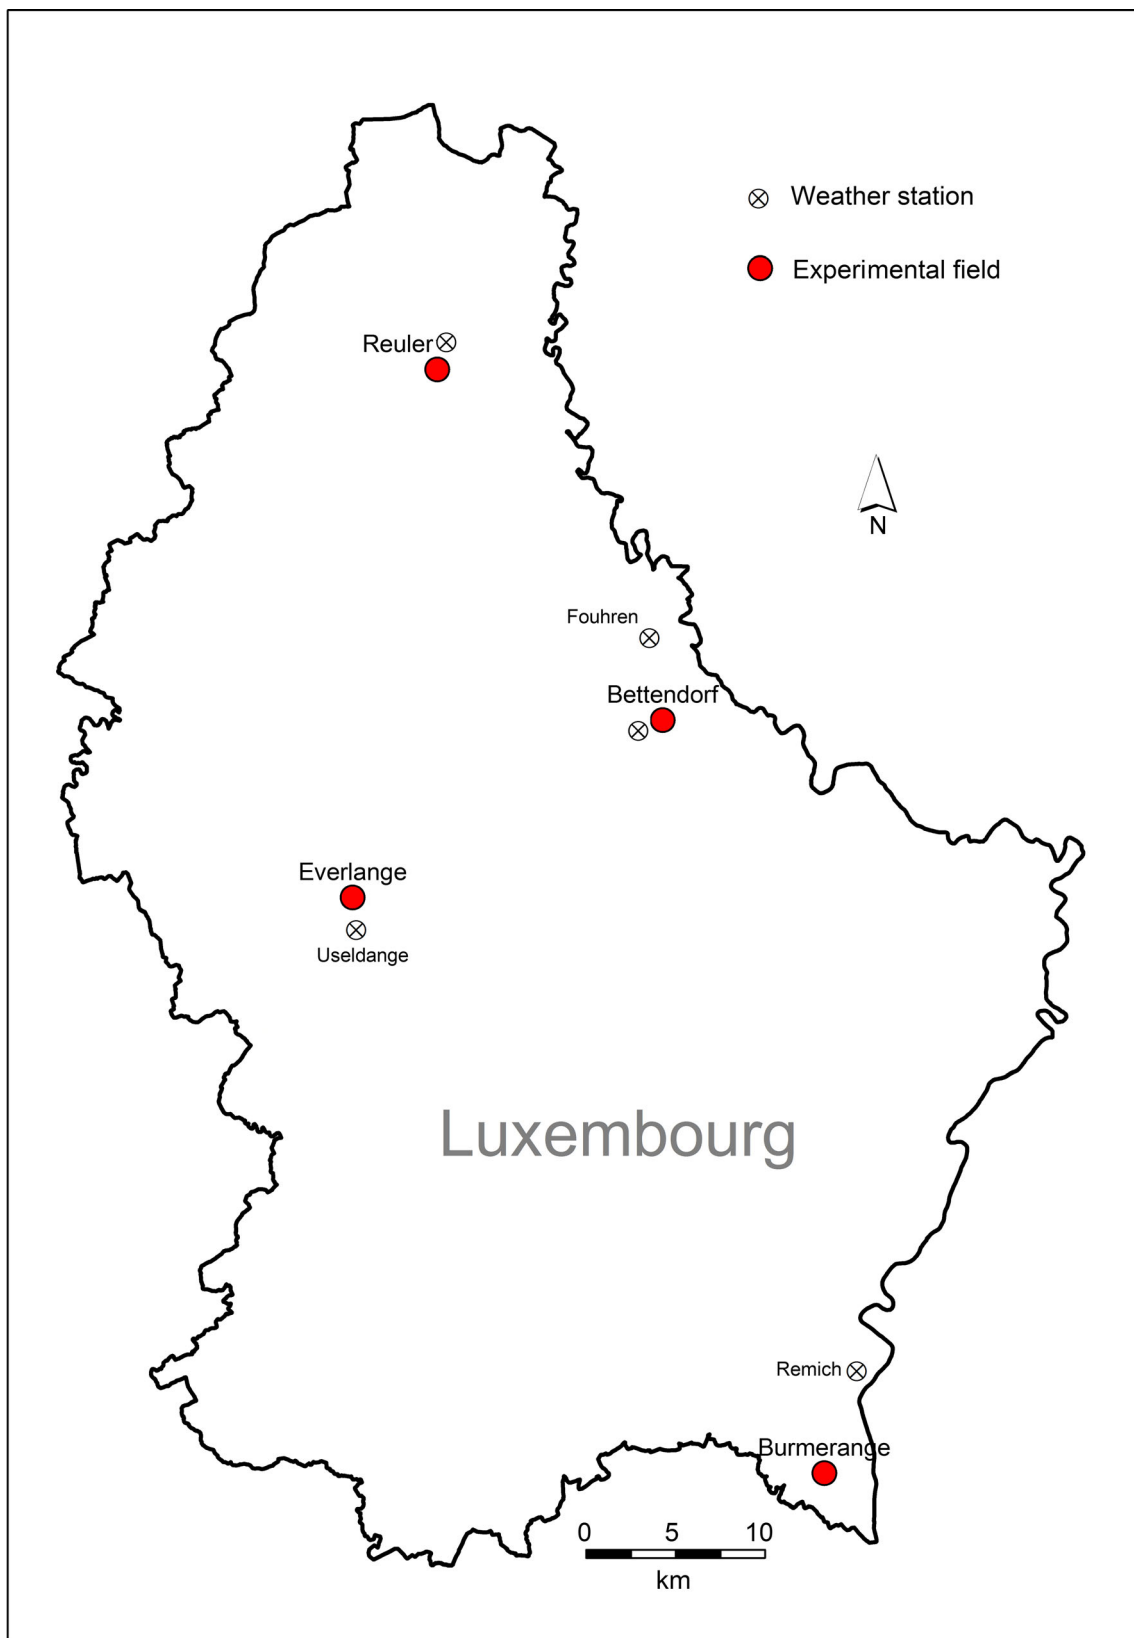 Weather station
Experimental field
Reuler
N
Fouhren
Bettendorf
Everlange
Useldange
Luxembourg
Remich
Burmerange
0 5 10
km